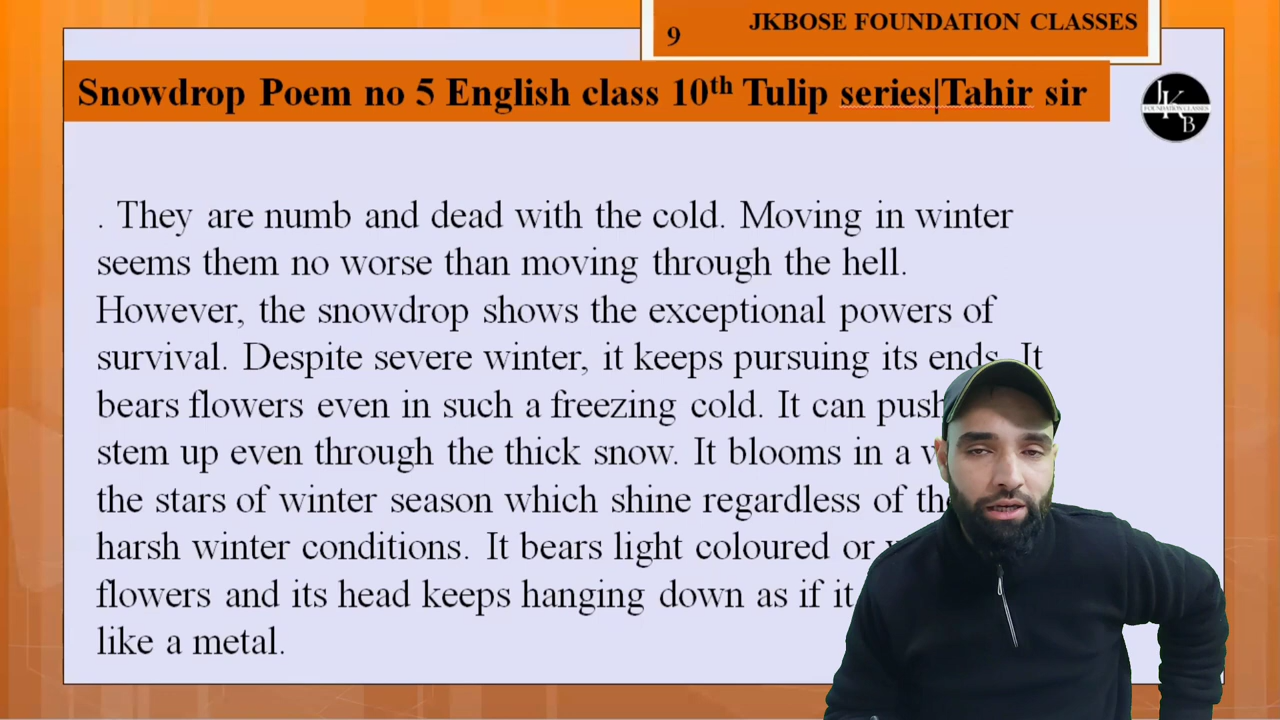 JKBOSE FOUNDATION CLASSES
9
Snowdrop Poem no 5 English class 10th Tulip series|Tahir sir
JKB
FOUNDATION CLASSES
. They are numb and dead with the cold. Moving in winter
seems them no worse than moving through the hell.
However, the snowdrop shows the exceptional powers of
survival. Despite severe winter, it keeps pursuing its ends. It
bears flowers even in such a freezing cold. It can push
stem up even through the thick snow. It blooms in a
the stars of winter season which shine regardless of
harsh winter conditions. It bears light coloured or
flowers and its head keeps hanging down as if it
like a metal.